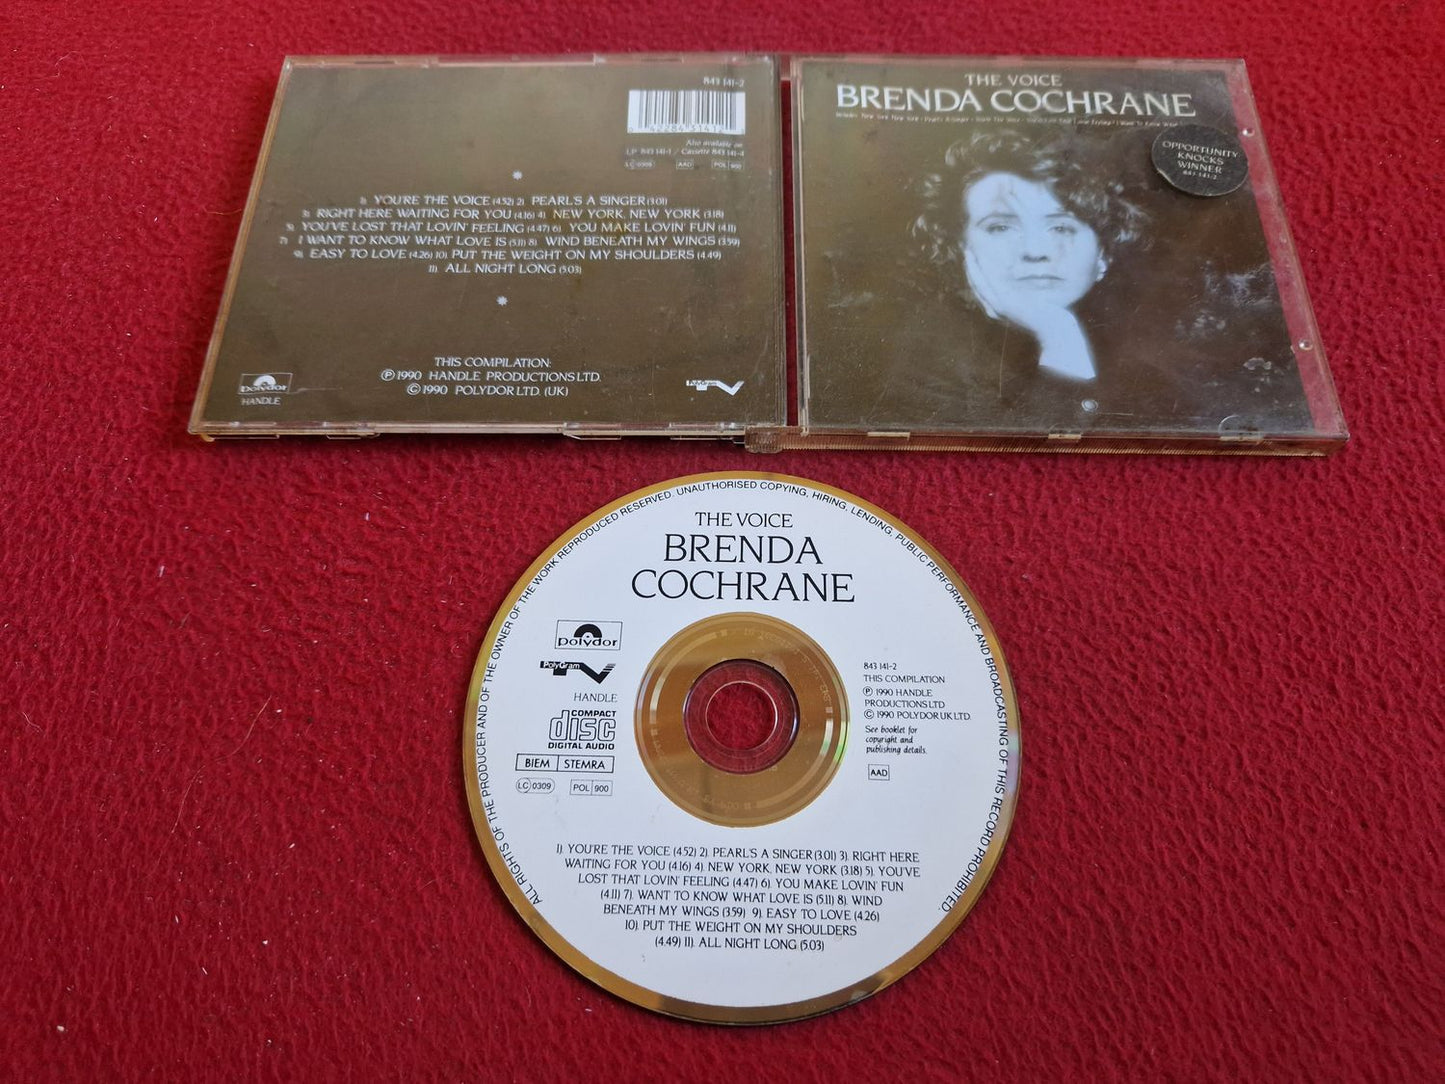 843 141-2
Also available on
LP 843 141-1 / Cassette 843 141-4
LC 0309 AAD POL 900
1) YOU'RE THE VOICE (4.52) 2) PEARL'S A SINGER (3.01)
3) RIGHT HERE WAITING FOR YOU (4.16) 4) NEW YORK, NEW YORK (3.18)
5) YOU'VE LOST THAT LOVIN' FEELING (4.47) 6) YOU MAKE LOVIN' FUN (4.11)
7) I WANT TO KNOW WHAT LOVE IS (5.11) 8) WIND BENEATH MY WINGS (3.59)
9) EASY TO LOVE (4.26) 10) PUT THE WEIGHT ON MY SHOULDERS (4.49)
11) ALL NIGHT LONG (5.03)
THIS COMPILATION:
Ⓟ 1990 HANDLE PRODUCTIONS LTD.
© 1990 POLYDOR LTD. (UK)
polydor
HANDLE
PolyGram TV
THE VOICE
BRENDA COCHRANE
OPPORTUNITY
KNOCKS
WINNER
843 141-2
ALL RIGHTS OF THE PRODUCER AND OF THE OWNER OF THE WORK REPRODUCED RESERVED. UNAUTHORISED COPYING, HIRING, LENDING, PUBLIC PERFORMANCE AND BROADCASTING OF THIS RECORD PROHIBITED
THE VOICE
BRENDA
COCHRANE
polydor
PolyGram TV
HANDLE
COMPACT
disc
DIGITAL AUDIO
BIEM STEMRA
LC 0309 POL 900
843 141-2
THIS COMPILATION
Ⓟ 1990 HANDLE
PRODUCTIONS LTD
© 1990 POLYDOR UK LTD.
See booklet for
copyright and
publishing details.
AAD
1). YOU'RE THE VOICE (4.52) 2). PEARL'S A SINGER (3.01) 3). RIGHT HERE
WAITING FOR YOU (4.16) 4). NEW YORK, NEW YORK (3.18) 5). YOU'VE
LOST THAT LOVIN' FEELING (4.47) 6). YOU MAKE LOVIN' FUN
(4.11) 7). WANT TO KNOW WHAT LOVE IS (5.11) 8). WIND
BENEATH MY WINGS (3.59) 9). EASY TO LOVE (4.26)
10). PUT THE WEIGHT ON MY SHOULDERS
(4.49) 11). ALL NIGHT LONG (5.03)